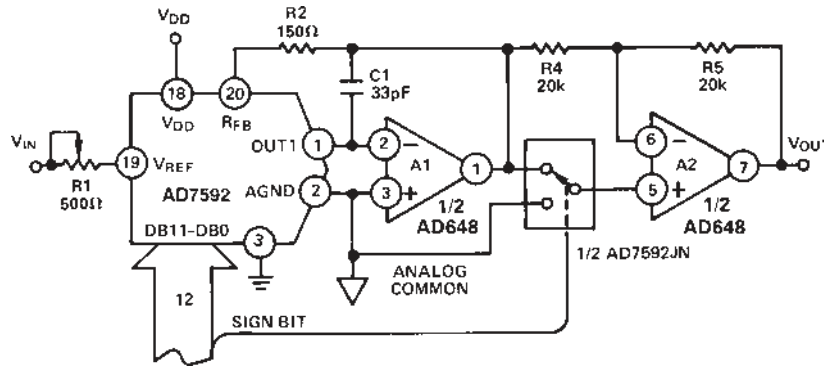 VDD
R2
150Ω
C1
33pF
R4
20k
R5
20k
18
VDD
20
RFB
VIN
R1
500Ω
19
VREF
AD7592
OUT1
1
AGND
2
DB11–DB0
3
2
−
A1
3
+
1
1/2
AD648
6
−
A2
5
+
7
VOUT
1/2
AD648
ANALOG
COMMON
1/2 AD7592JN
12
SIGN BIT